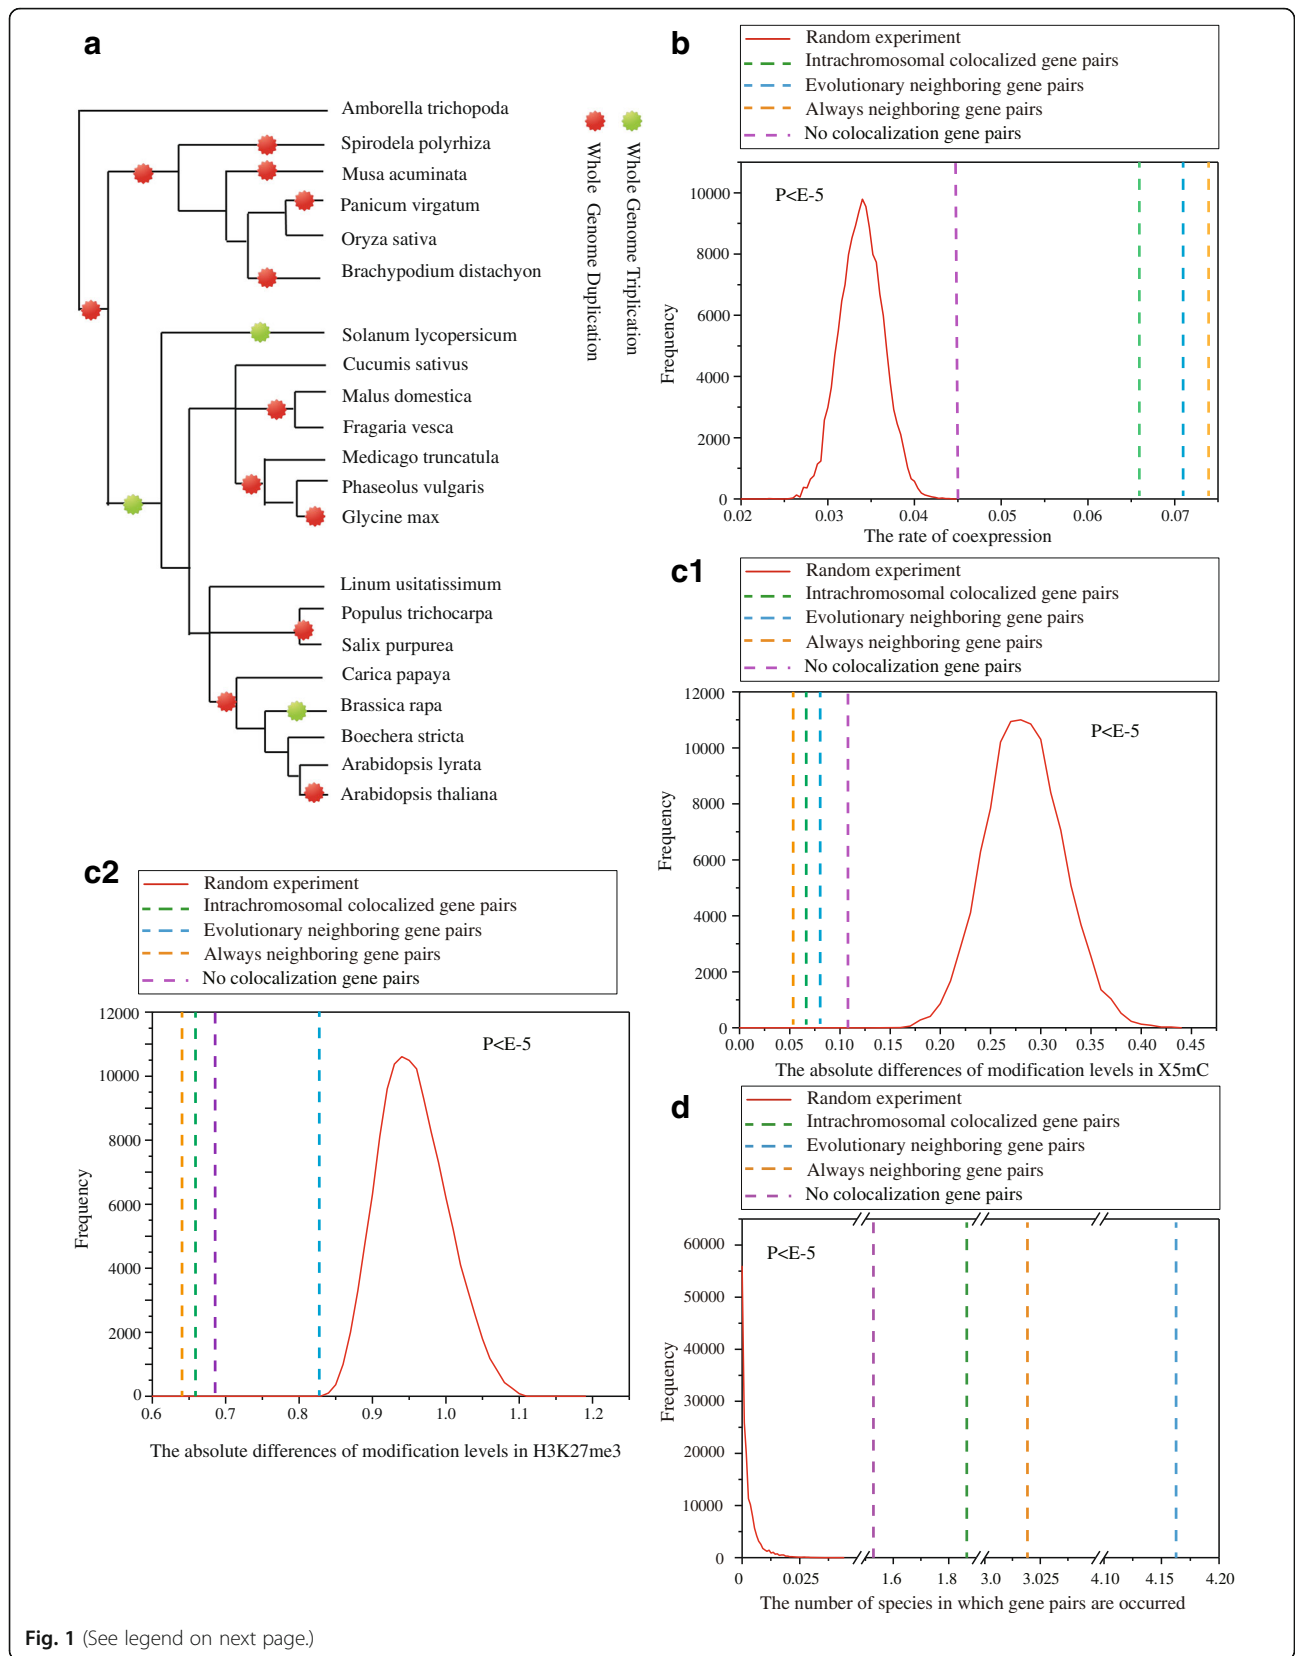 a
Amborella trichopoda
Spirodela polyrhiza
Musa acuminata
Panicum virgatum
Oryza sativa
Brachypodium distachyon
Solanum lycopersicum
Cucumis sativus
Malus domestica
Fragaria vesca
Medicago truncatula
Phaseolus vulgaris
Glycine max
Linum usitatissimum
Populus trichocarpa
Salix purpurea
Carica papaya
Brassica rapa
Boechera stricta
Arabidopsis lyrata
Arabidopsis thaliana
Whole Genome Duplication
Whole Genome Triplication
b
Random experiment
Intrachromosomal colocalized gene pairs
Evolutionary neighboring gene pairs
Always neighboring gene pairs
No colocalization gene pairs
P<E-5
Frequency
10000
8000
6000
4000
2000
0
0.02 0.03 0.04 0.05 0.06 0.07
The rate of coexpression
c1
Random experiment
Intrachromosomal colocalized gene pairs
Evolutionary neighboring gene pairs
Always neighboring gene pairs
No colocalization gene pairs
P<E-5
Frequency
12000
10000
8000
6000
4000
2000
0
0.00 0.05 0.10 0.15 0.20 0.25 0.30 0.35 0.40 0.45
The absolute differences of modification levels in X5mC
c2
Random experiment
Intrachromosomal colocalized gene pairs
Evolutionary neighboring gene pairs
Always neighboring gene pairs
No colocalization gene pairs
P<E-5
Frequency
12000
10000
8000
6000
4000
2000
0
0.6 0.7 0.8 0.9 1.0 1.1 1.2
The absolute differences of modification levels in H3K27me3
d
Random experiment
Intrachromosomal colocalized gene pairs
Evolutionary neighboring gene pairs
Always neighboring gene pairs
No colocalization gene pairs
P<E-5
Frequency
60000
50000
40000
30000
20000
10000
0
0 0.025 1.6 1.8 3.0 3.025 4.10 4.15 4.20
The number of species in which gene pairs are occurred
Fig. 1 (See legend on next page.)